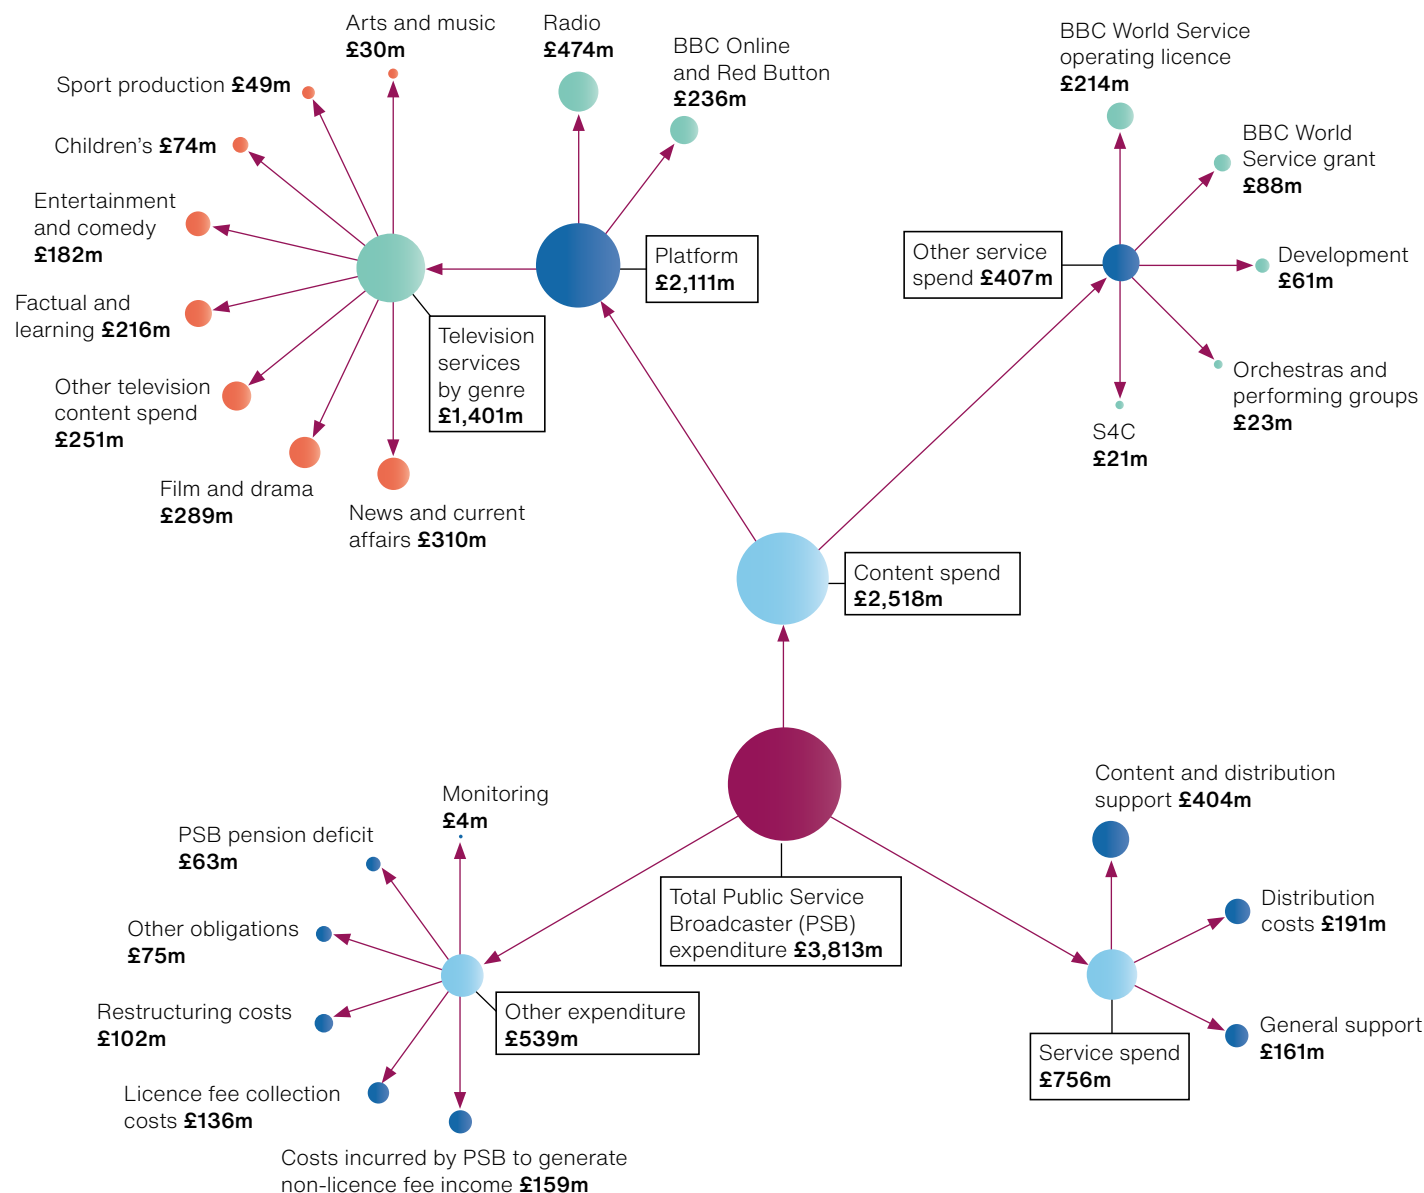 Arts and music
£30m
Radio
£474m
BBC Online
and Red Button
£236m
BBC World Service
operating licence
£214m
Sport production £49m
BBC World
Service grant
£88m
Children’s £74m
Entertainment
and comedy
£182m
Platform
£2,111m
Other service
spend £407m
Development
£61m
Factual and
learning £216m
Television
services
by genre
£1,401m
Other television
content spend
£251m
Orchestras and
performing groups
£23m
S4C
£21m
Film and drama
£289m
News and current
affairs £310m
Content spend
£2,518m
Monitoring
£4m
Content and distribution
support £404m
PSB pension deficit
£63m
Total Public Service
Broadcaster (PSB)
expenditure £3,813m
Distribution
costs £191m
Other obligations
£75m
Restructuring costs
£102m
Other expenditure
£539m
General support
£161m
Service spend
£756m
Licence fee collection
costs £136m
Costs incurred by PSB to generate
non-licence fee income £159m